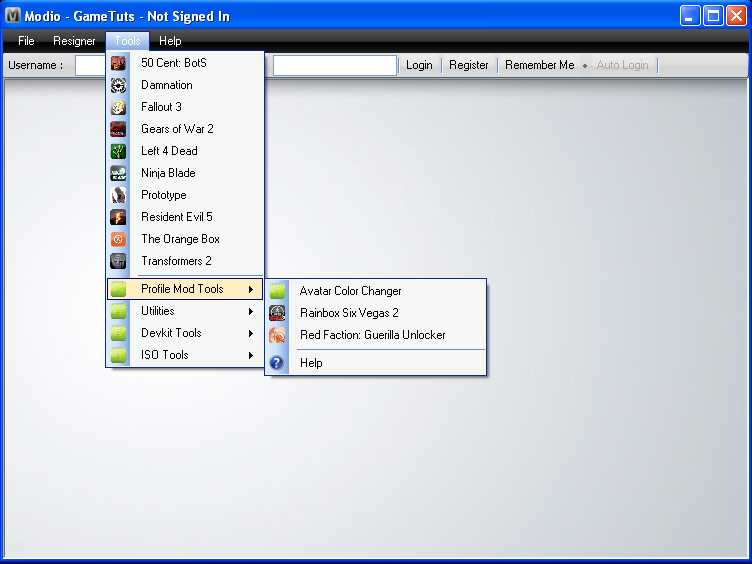 Modio - GameTuts - Not Signed In
File Resigner Tools Help
Username : Login Register Remember Me • Auto Login
50 Cent: BotS
Damnation
Fallout 3
Gears of War 2
Left 4 Dead
Ninja Blade
Prototype
Resident Evil 5
The Orange Box
Transformers 2
Profile Mod Tools
Utilities
Devkit Tools
ISO Tools
Avatar Color Changer
Rainbox Six Vegas 2
Red Faction: Guerilla Unlocker
Help